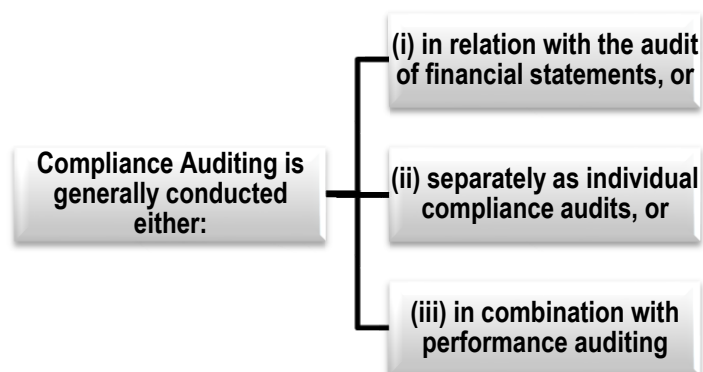 Compliance Auditing is
generally conducted
either:
(i) in relation with the audit
of financial statements, or
(ii) separately as individual
compliance audits, or
(iii) in combination with
performance auditing